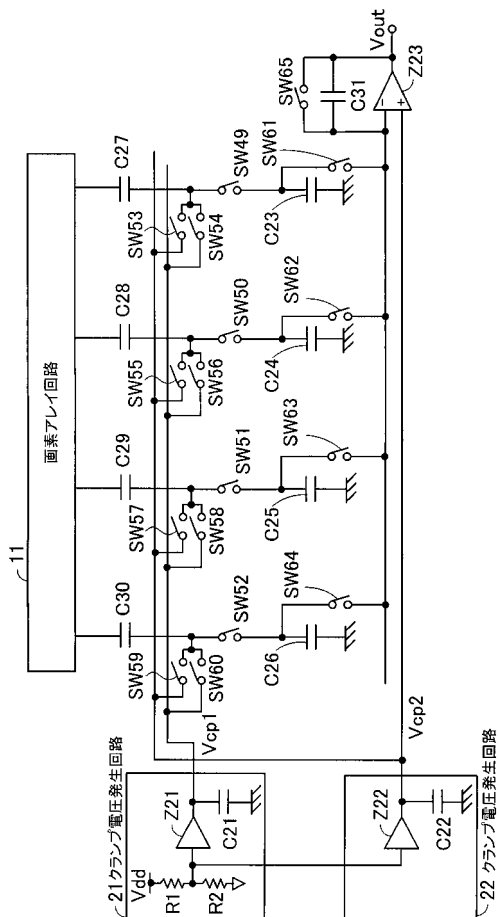 11
画素アレイ回路
C30
C29
C28
C27
SW59
SW60
SW57
SW58
SW55
SW56
SW53
SW54
SW52
SW51
SW50
SW49
C26
C25
C24
C23
SW64
SW63
SW62
SW61
SW65
C31
Vout
Z23
−
+
Vcp1
Vcp2
21クランプ電圧発生回路
Vdd
R1
R2
Z21
C21
Z22
C22
22 クランプ電圧発生回路